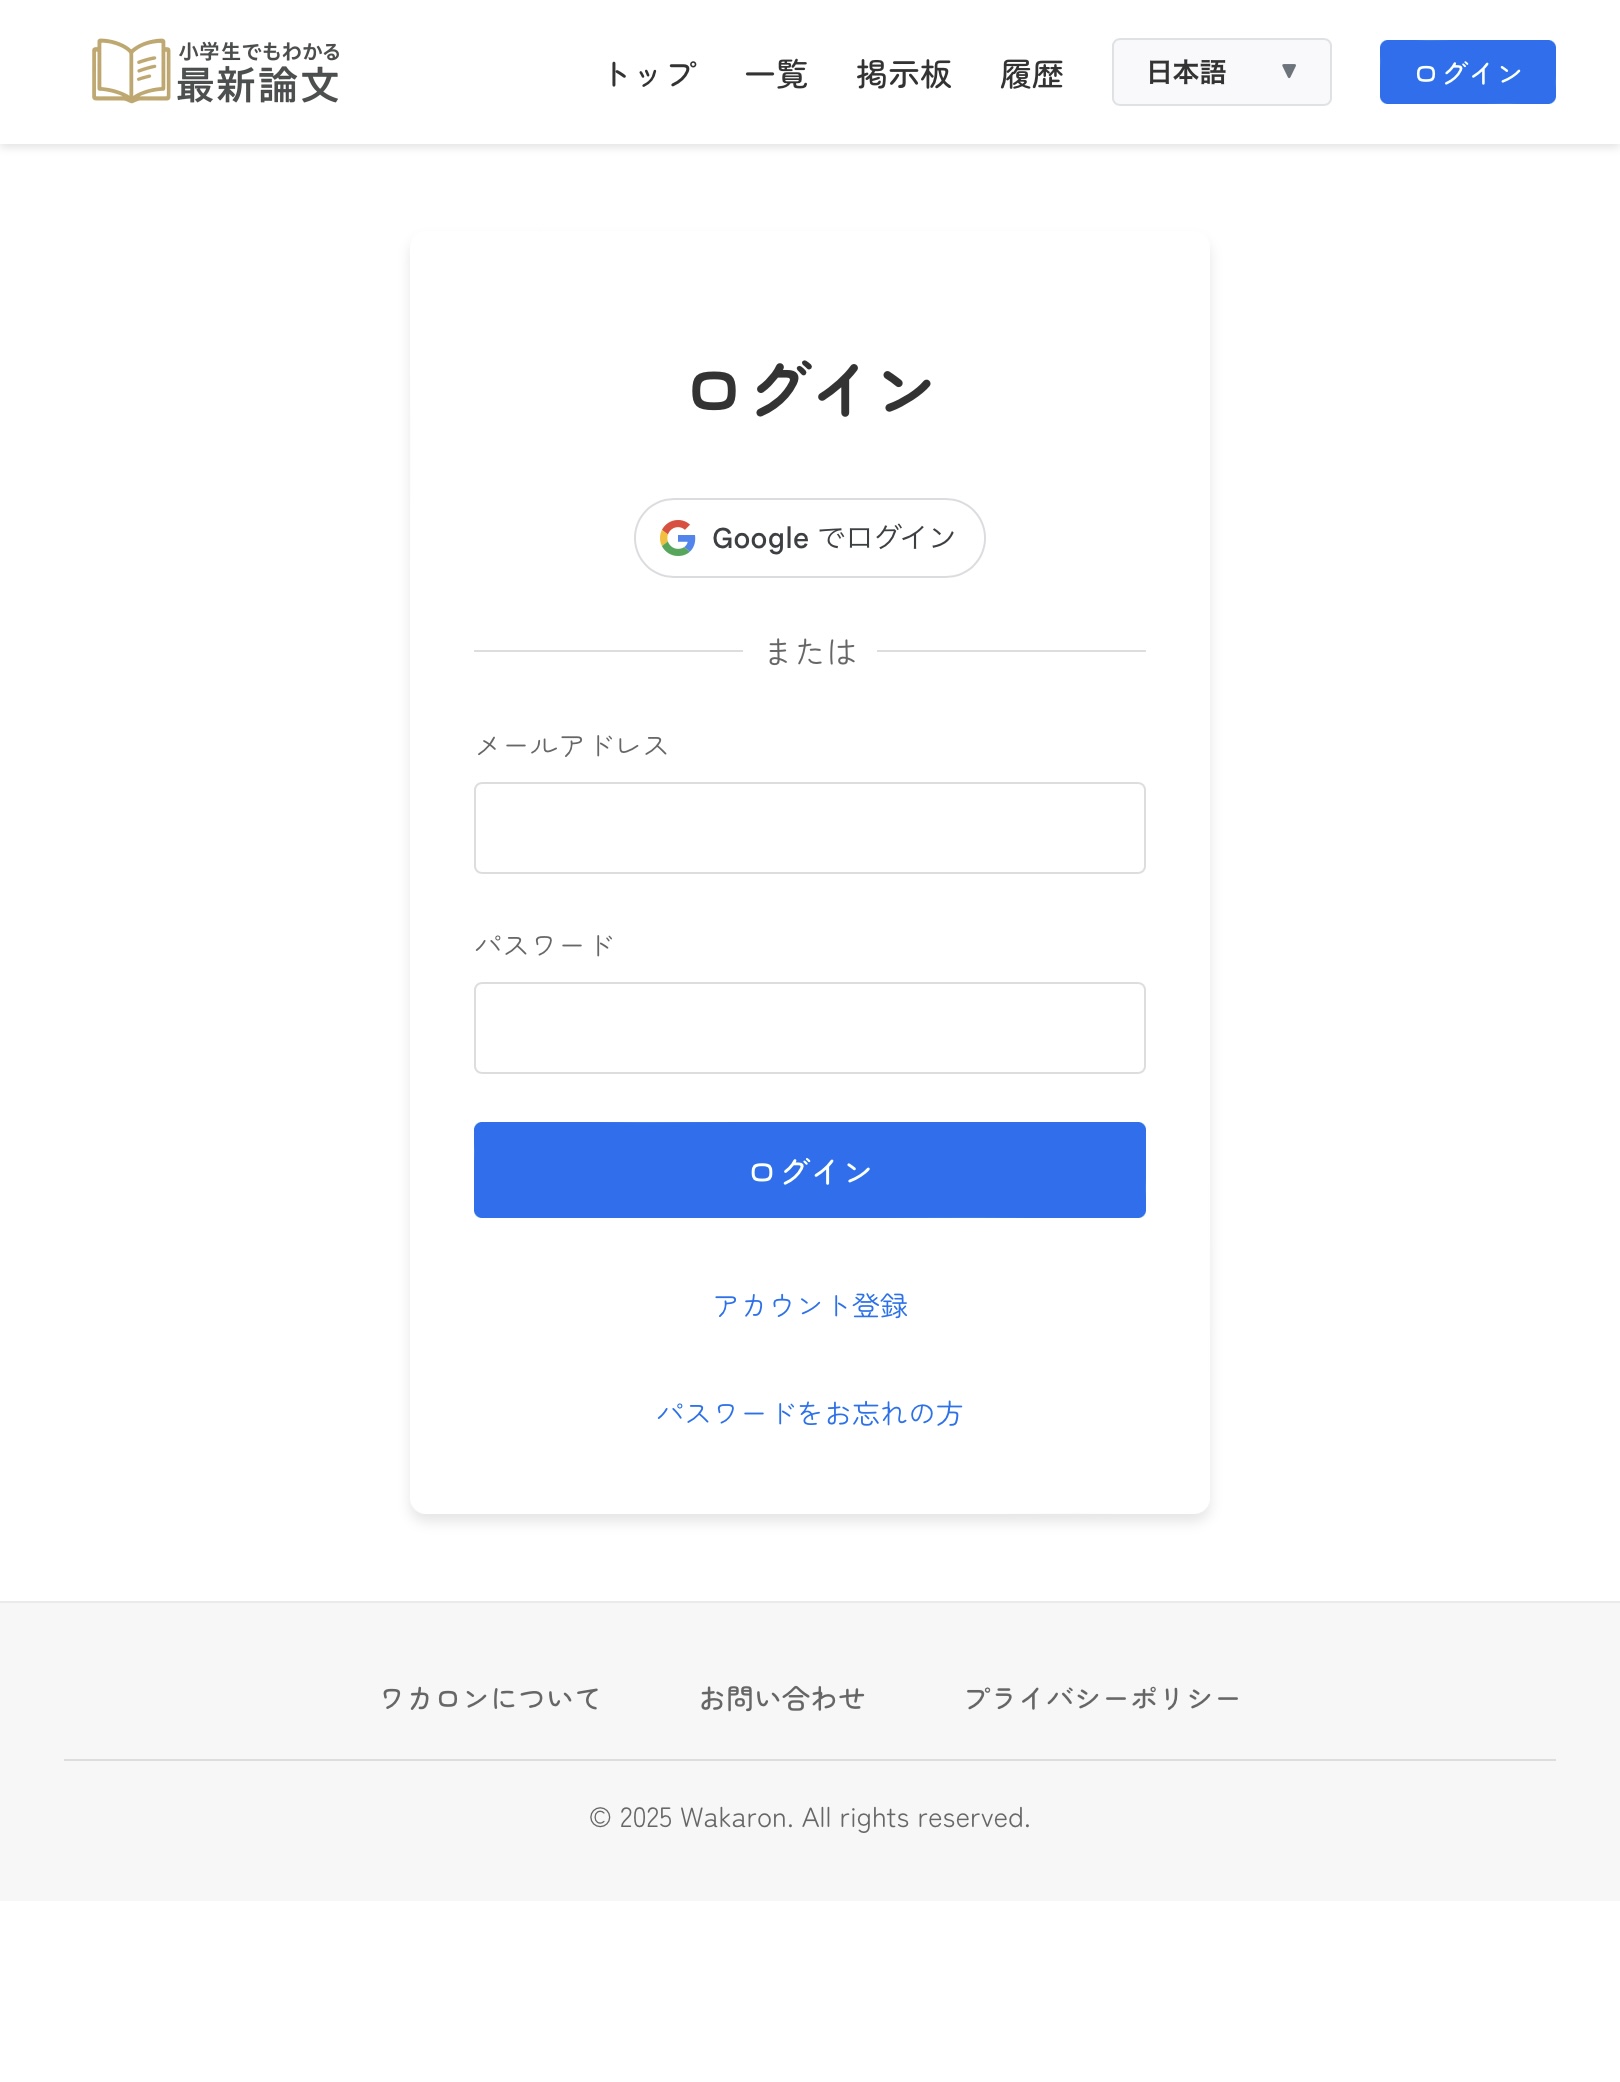 小学生でもわかる
最新論文
トップ 一覧 掲示板 履歴 日本語 ▼ ログイン
ログイン
Google でログイン
または
メールアドレス
パスワード
ログイン
アカウント登録
パスワードをお忘れの方
ワカロンについて お問い合わせ プライバシーポリシー
© 2025 Wakaron. All rights reserved.